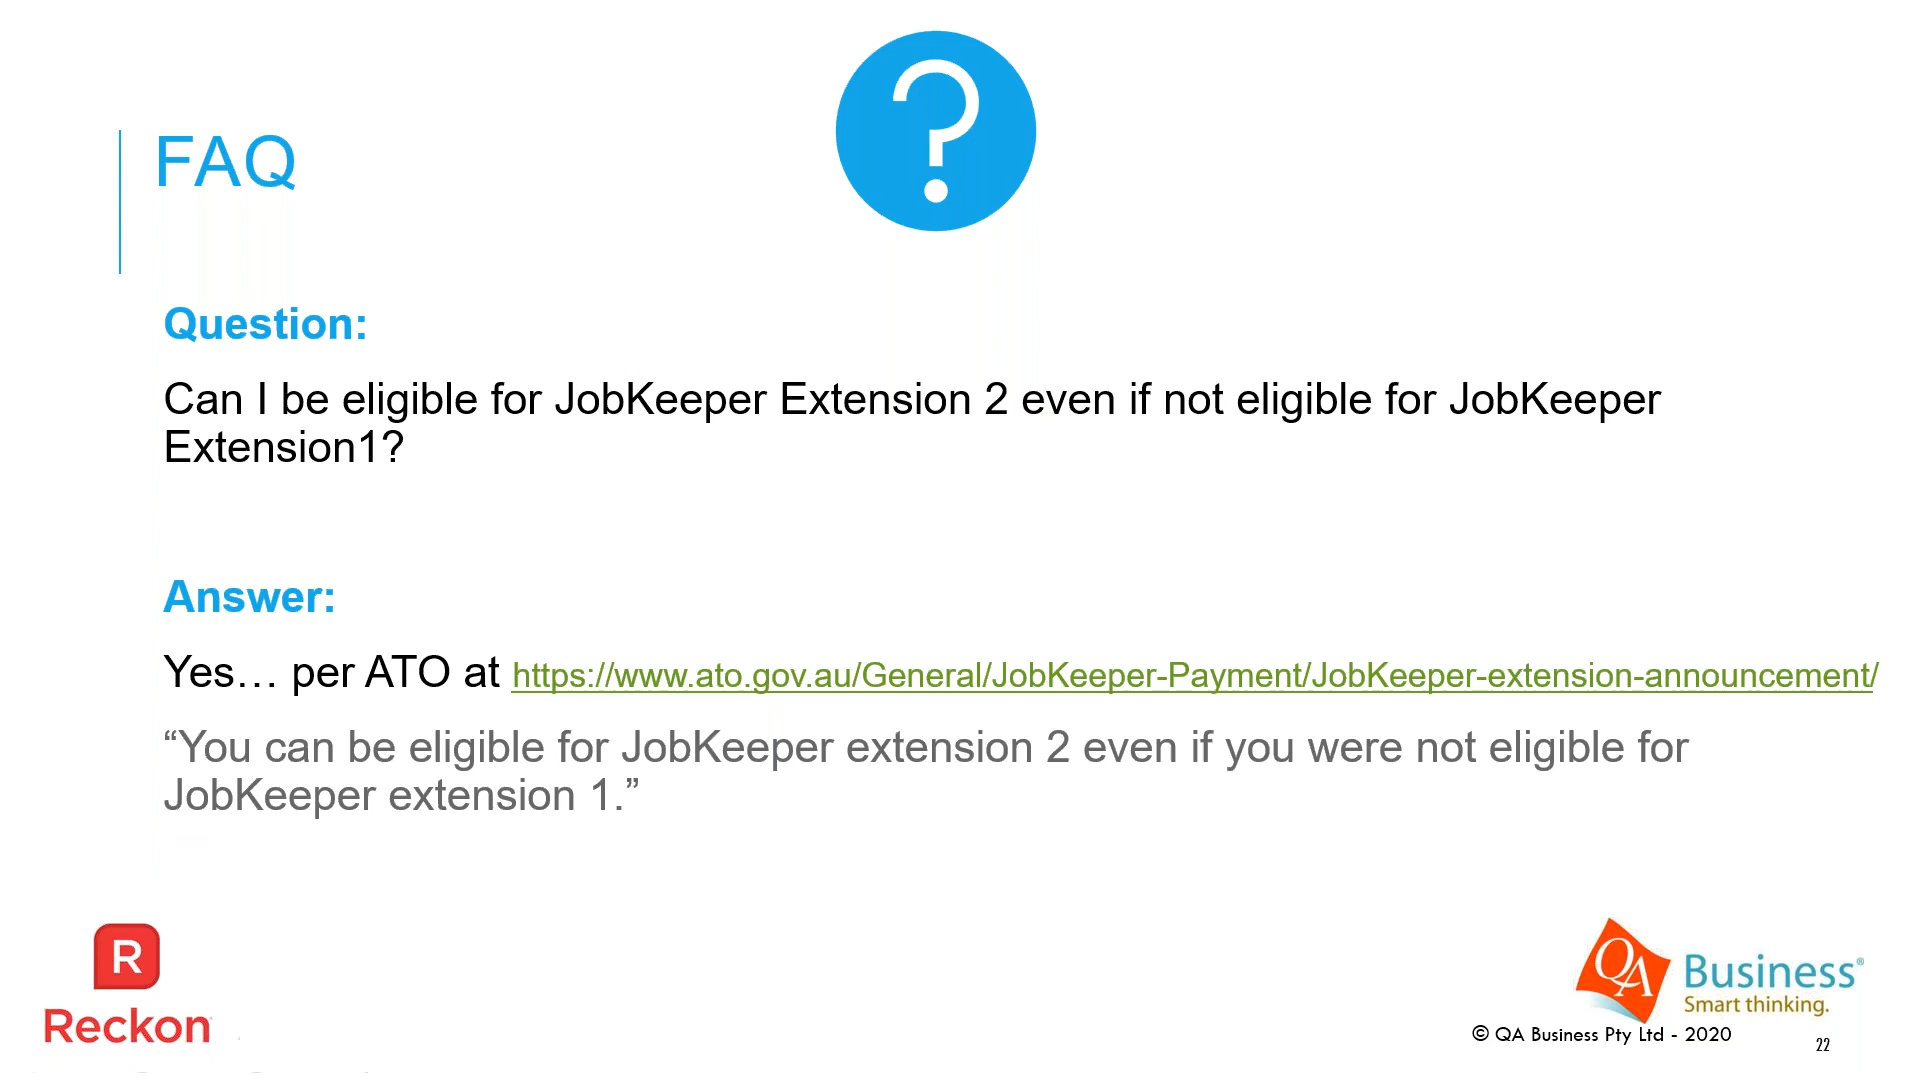 ?
FAQ
Question:
Can I be eligible for JobKeeper Extension 2 even if not eligible for JobKeeper
Extension1?
Answer:
Yes… per ATO at https://www.ato.gov.au/General/JobKeeper-Payment/JobKeeper-extension-announcement/
“You can be eligible for JobKeeper extension 2 even if you were not eligible for
JobKeeper extension 1.”
R
Reckon
QA Business®
Smart thinking.
© QA Business Pty Ltd - 2020
22